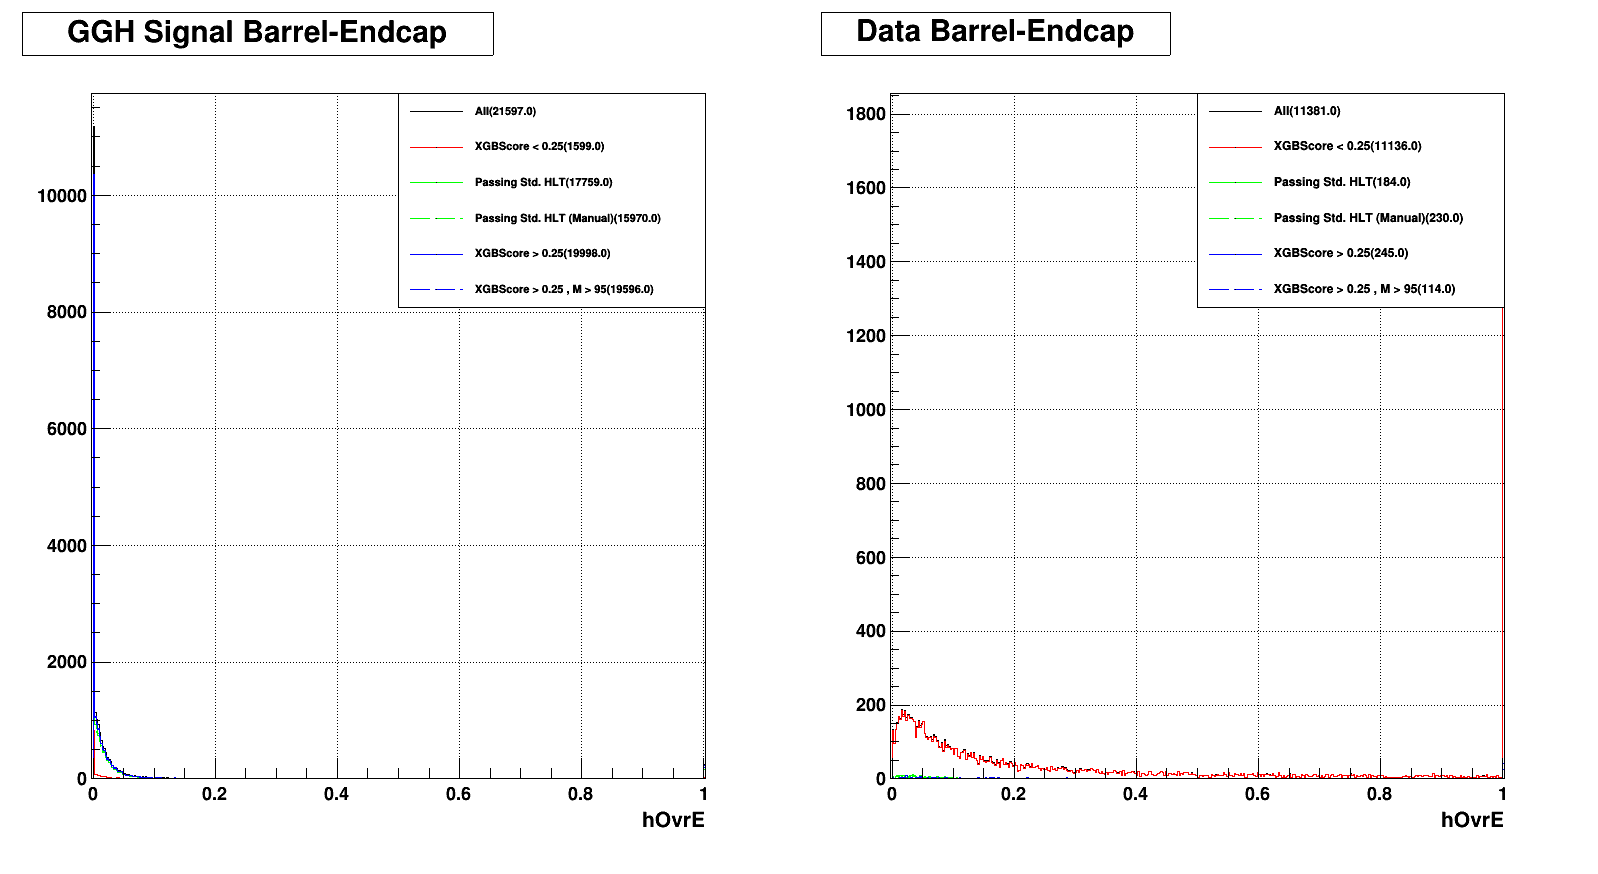 GGH Signal Barrel-Endcap
All(21597.0)
XGBScore < 0.25(1599.0)
Passing Std. HLT(17759.0)
Passing Std. HLT (Manual)(15970.0)
XGBScore > 0.25(19998.0)
XGBScore > 0.25 , M > 95(19596.0)
10000
8000
6000
4000
2000
0
0 0.2 0.4 0.6 0.8 1
hOvrE
Data Barrel-Endcap
All(11381.0)
XGBScore < 0.25(11136.0)
Passing Std. HLT(184.0)
Passing Std. HLT (Manual)(230.0)
XGBScore > 0.25(245.0)
XGBScore > 0.25 , M > 95(114.0)
1800
1600
1400
1200
1000
800
600
400
200
0
0 0.2 0.4 0.6 0.8 1
hOvrE